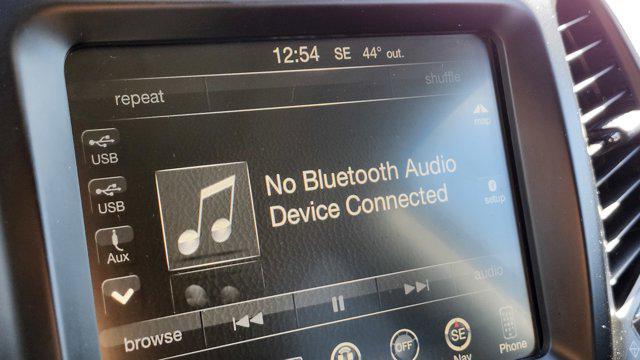 12:54 SE 44° out.
repeat
shuffle
map
USB
USB
No Bluetooth Audio
Device Connected
setup
Aux
audio
browse
OFF
SE
Nav
Phone